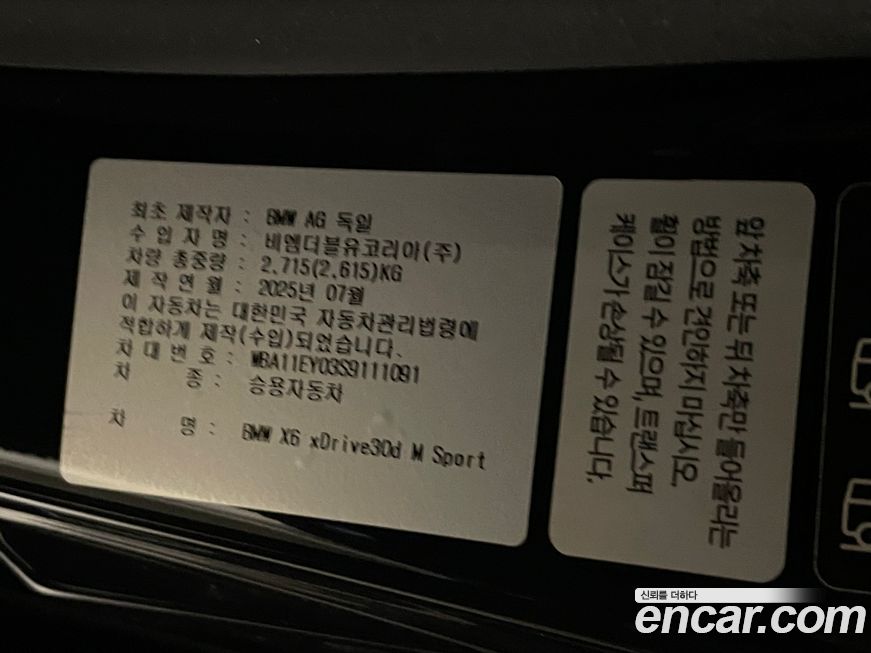 최초 제작자 : BMW AG 독일
수 입 자 명 : 비엠더블유코리아(주)
차량 총중량 : 2,715(2,615)KG
제 작 연 월 : 2025년 07월
이 자동차는 대한민국 자동차관리법령에
적합하게 제작(수입)되었습니다.
차 대 번 호 : WBA11EY03S9111091
차 종 : 승용자동차
차 명 : BMW X6 xDrive30d M Sport
앞 차축 또는 뒤 차축만 들어올리는
방법으로 견인하지 마십시오.
휠이 잠길 수 있으며, 트랜스퍼
케이스가 손상될 수 있습니다.
신뢰를 더하다
encar.com